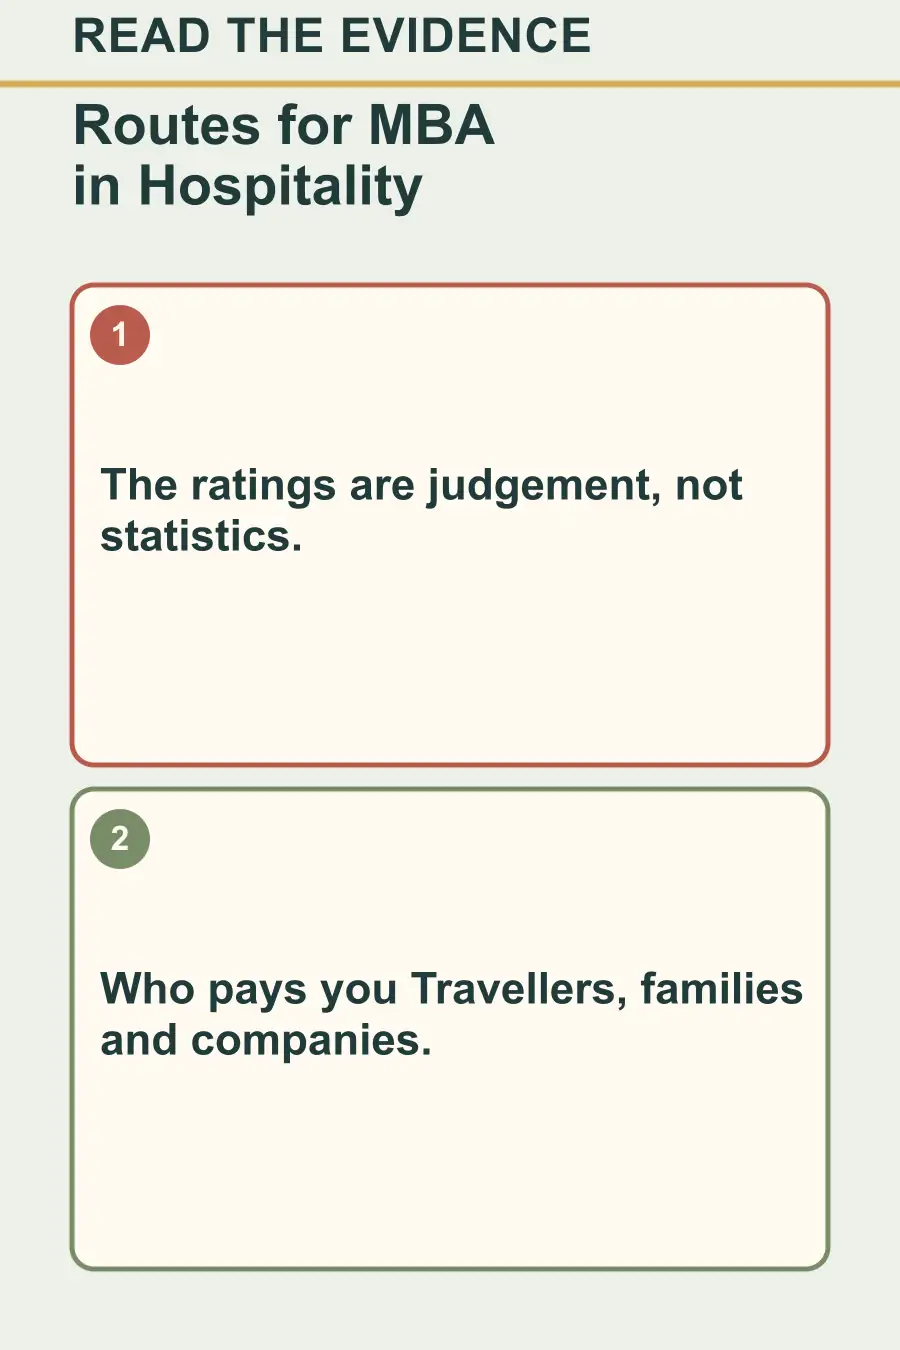 READ THE EVIDENCE
Routes for MBA
in Hospitality
1
The ratings are judgement, not
statistics.
2
Who pays you Travellers, families
and companies.